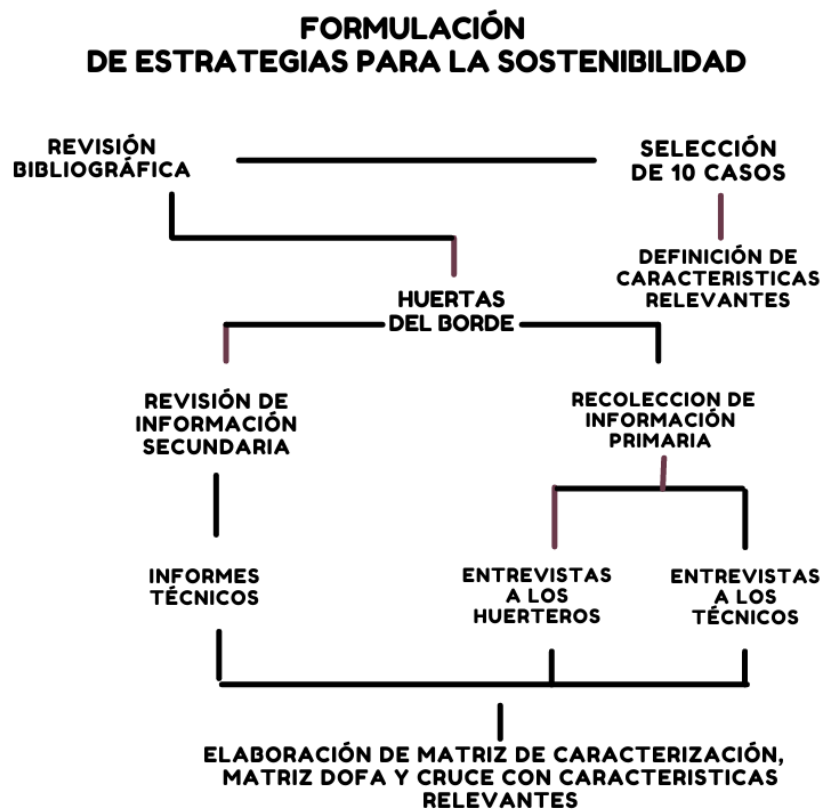 FORMULACIÓN
DE ESTRATEGIAS PARA LA SOSTENIBILIDAD
REVISIÓN
BIBLIOGRÁFICA
SELECCIÓN
DE 10 CASOS
DEFINICIÓN DE
CARACTERISTICAS
RELEVANTES
HUERTAS
DEL BORDE
REVISIÓN DE
INFORMACIÓN
SECUNDARIA
RECOLECCION DE
INFORMACIÓN
PRIMARIA
INFORMES
TÉCNICOS
ENTREVISTAS
A LOS
HUERTEROS
ENTREVISTAS
A LOS
TÉCNICOS
ELABORACIÓN DE MATRIZ DE CARACTERIZACIÓN,
MATRIZ DOFA Y CRUCE CON CARACTERISTICAS
RELEVANTES